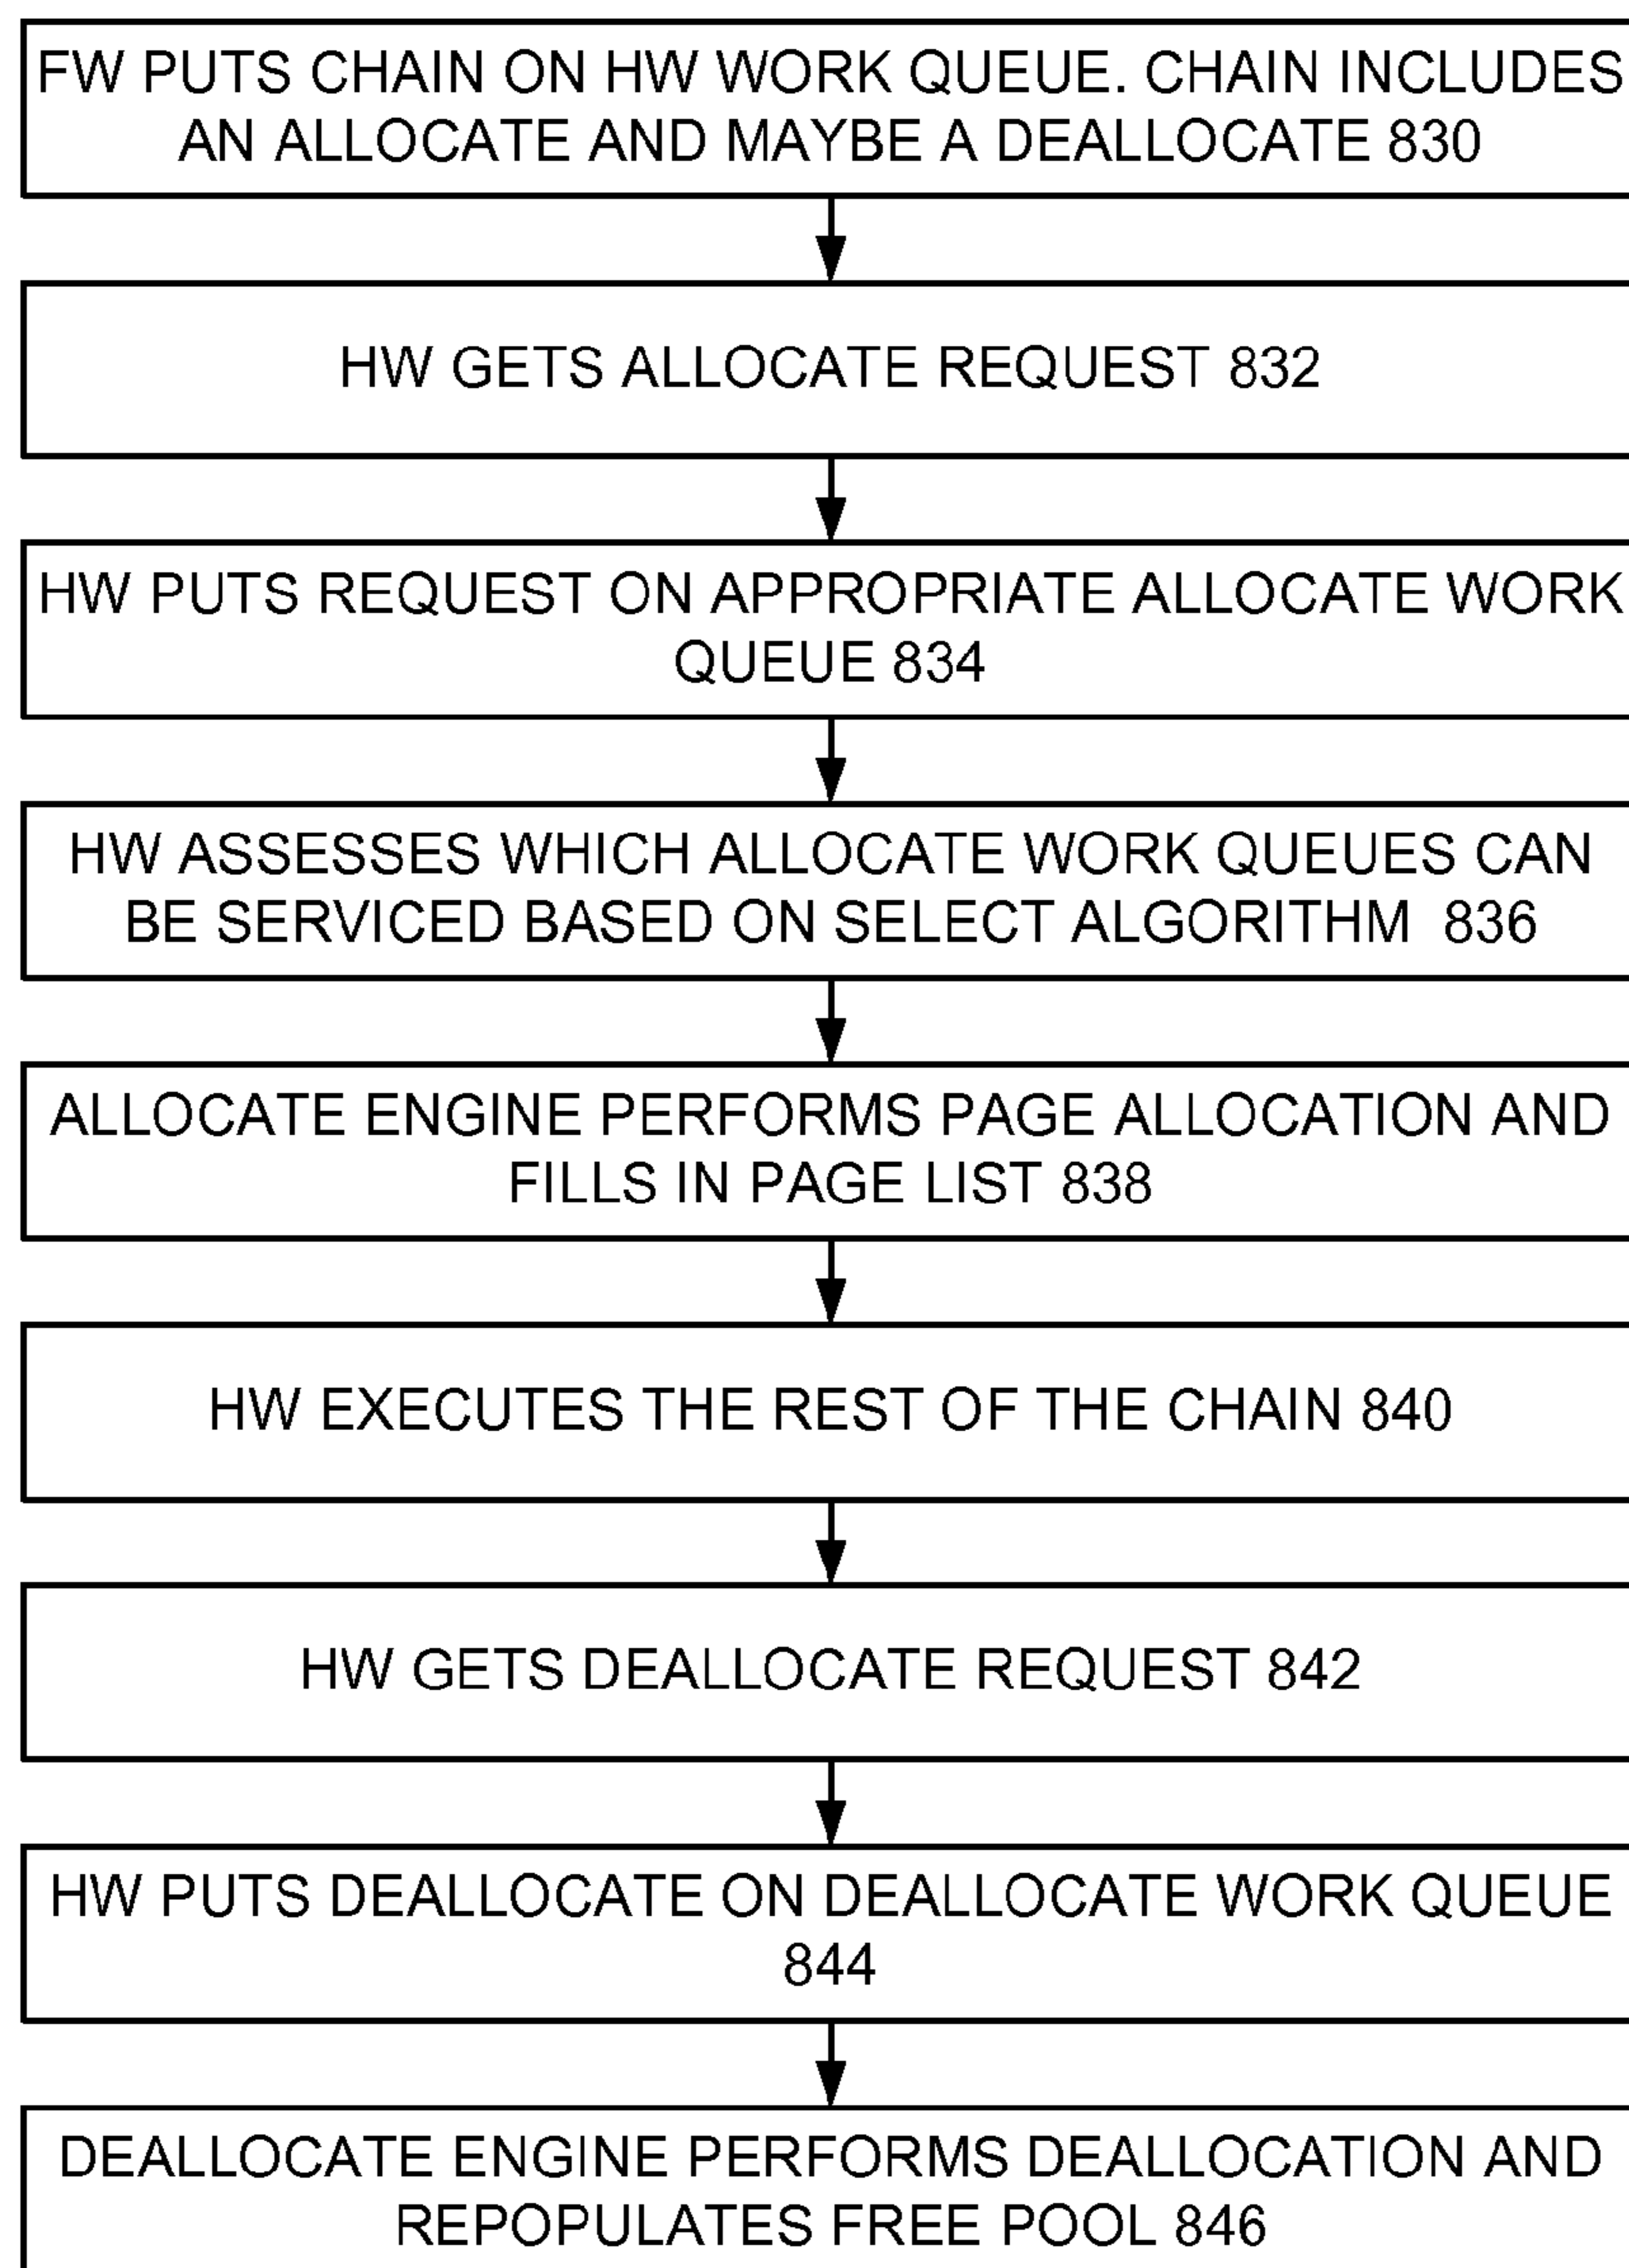 FW PUTS CHAIN ON HW WORK QUEUE. CHAIN INCLUDES
AN ALLOCATE AND MAYBE A DEALLOCATE 830
HW GETS ALLOCATE REQUEST 832
HW PUTS REQUEST ON APPROPRIATE ALLOCATE WORK
QUEUE 834
HW ASSESSES WHICH ALLOCATE WORK QUEUES CAN
BE SERVICED BASED ON SELECT ALGORITHM 836
ALLOCATE ENGINE PERFORMS PAGE ALLOCATION AND
FILLS IN PAGE LIST 838
HW EXECUTES THE REST OF THE CHAIN 840
HW GETS DEALLOCATE REQUEST 842
HW PUTS DEALLOCATE ON DEALLOCATE WORK QUEUE
844
DEALLOCATE ENGINE PERFORMS DEALLOCATION AND
REPOPULATES FREE POOL 846